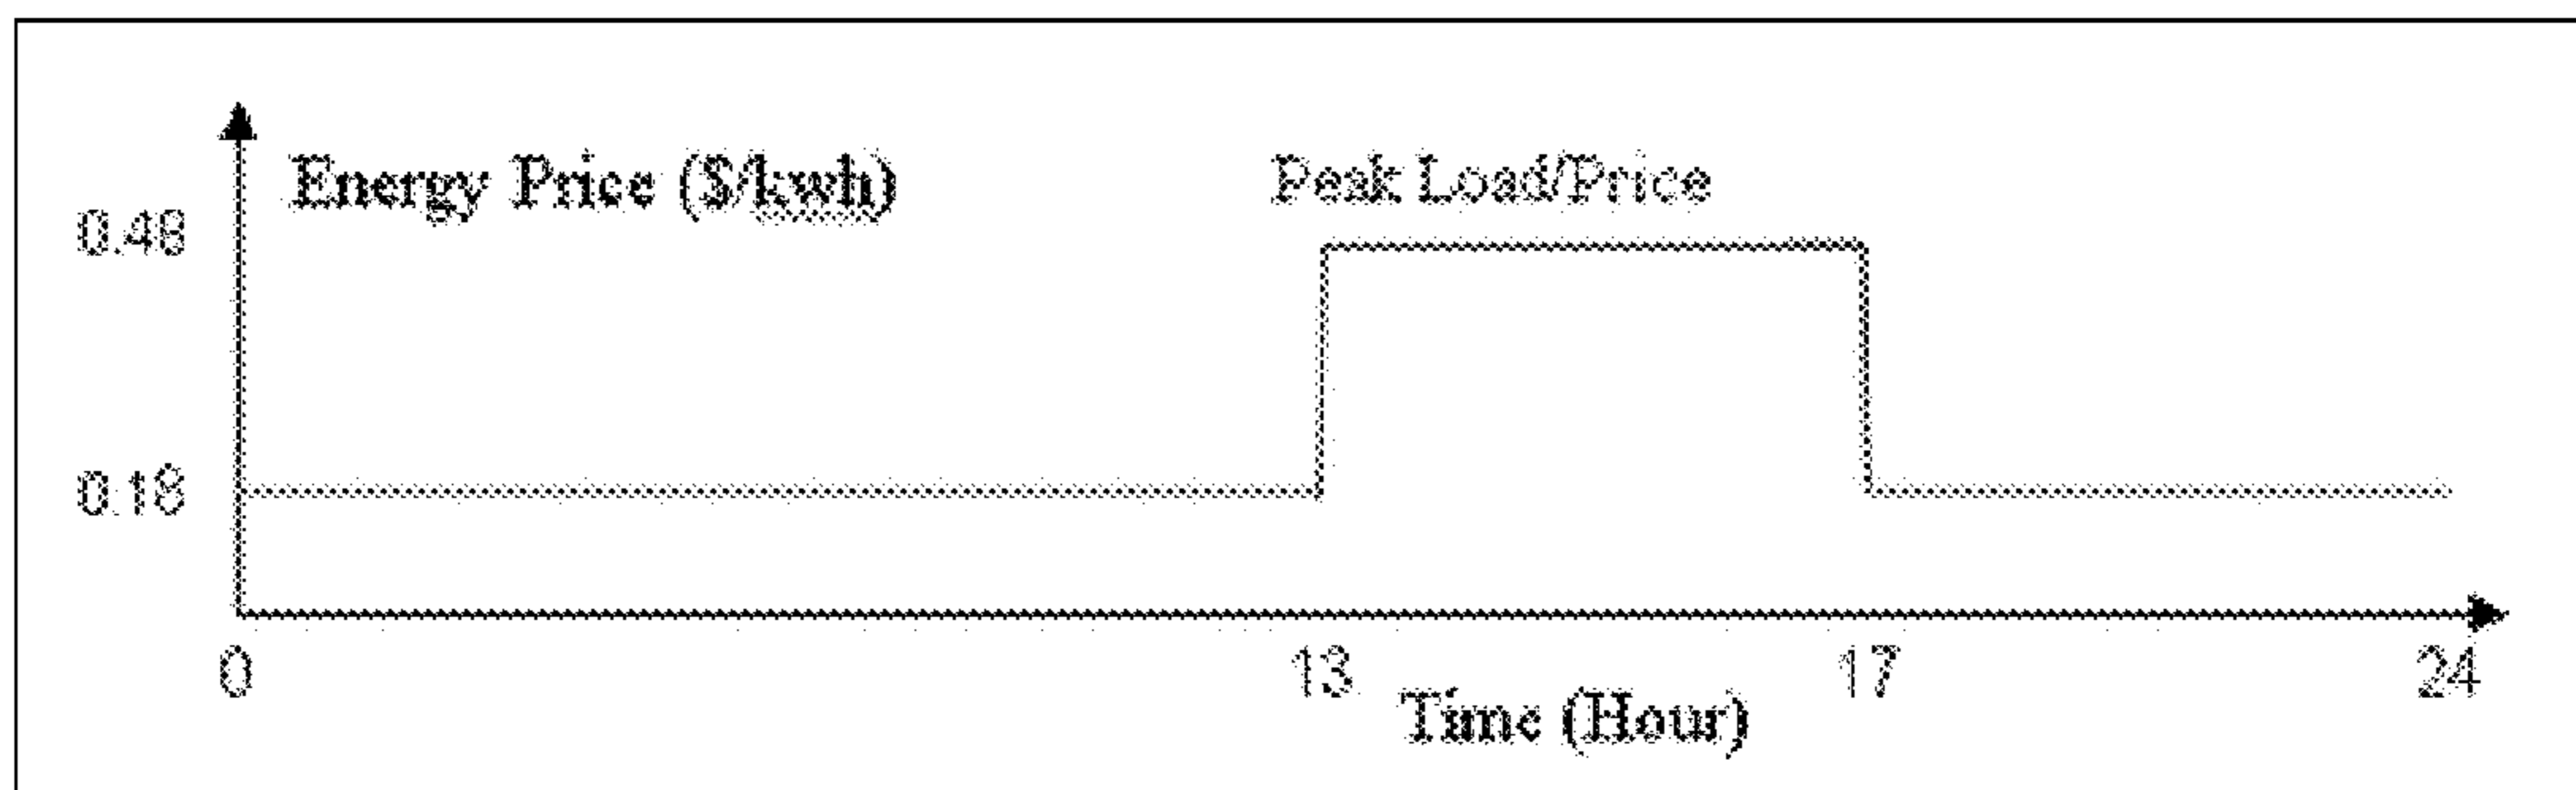 Energy Price ($/kwh)
Peak Load/Price
0.48
0.18
0
13
17
24
Time (Hour)